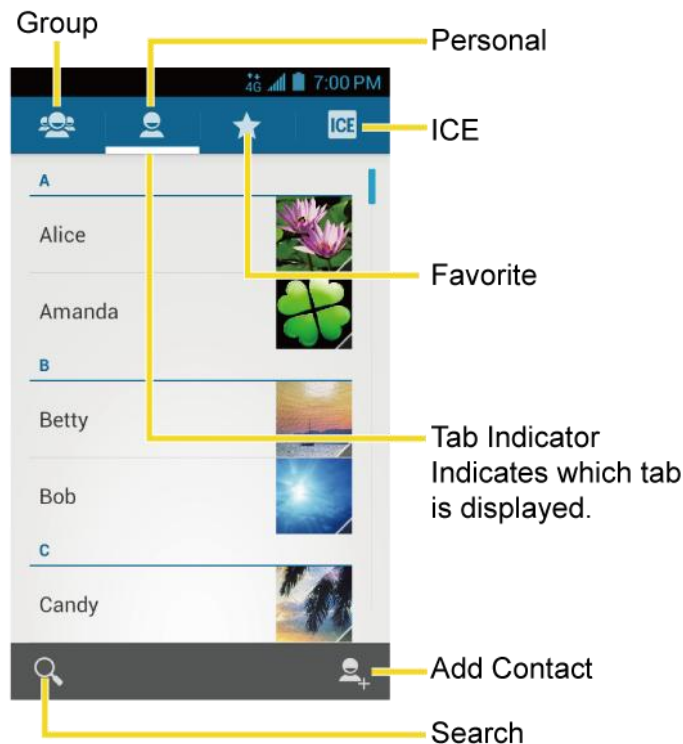 Group
Personal
4G 7:00 PM
ICE
ICE
A
Alice
Favorite
Amanda
B
Betty
Tab Indicator
Indicates which tab
is displayed.
Bob
C
Candy
Add Contact
Search